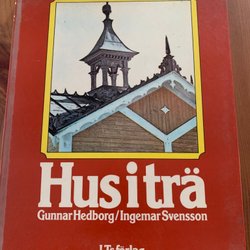 Hus i trä
Gunnar Hedborg/Ingemar Svensson
LTs förlag